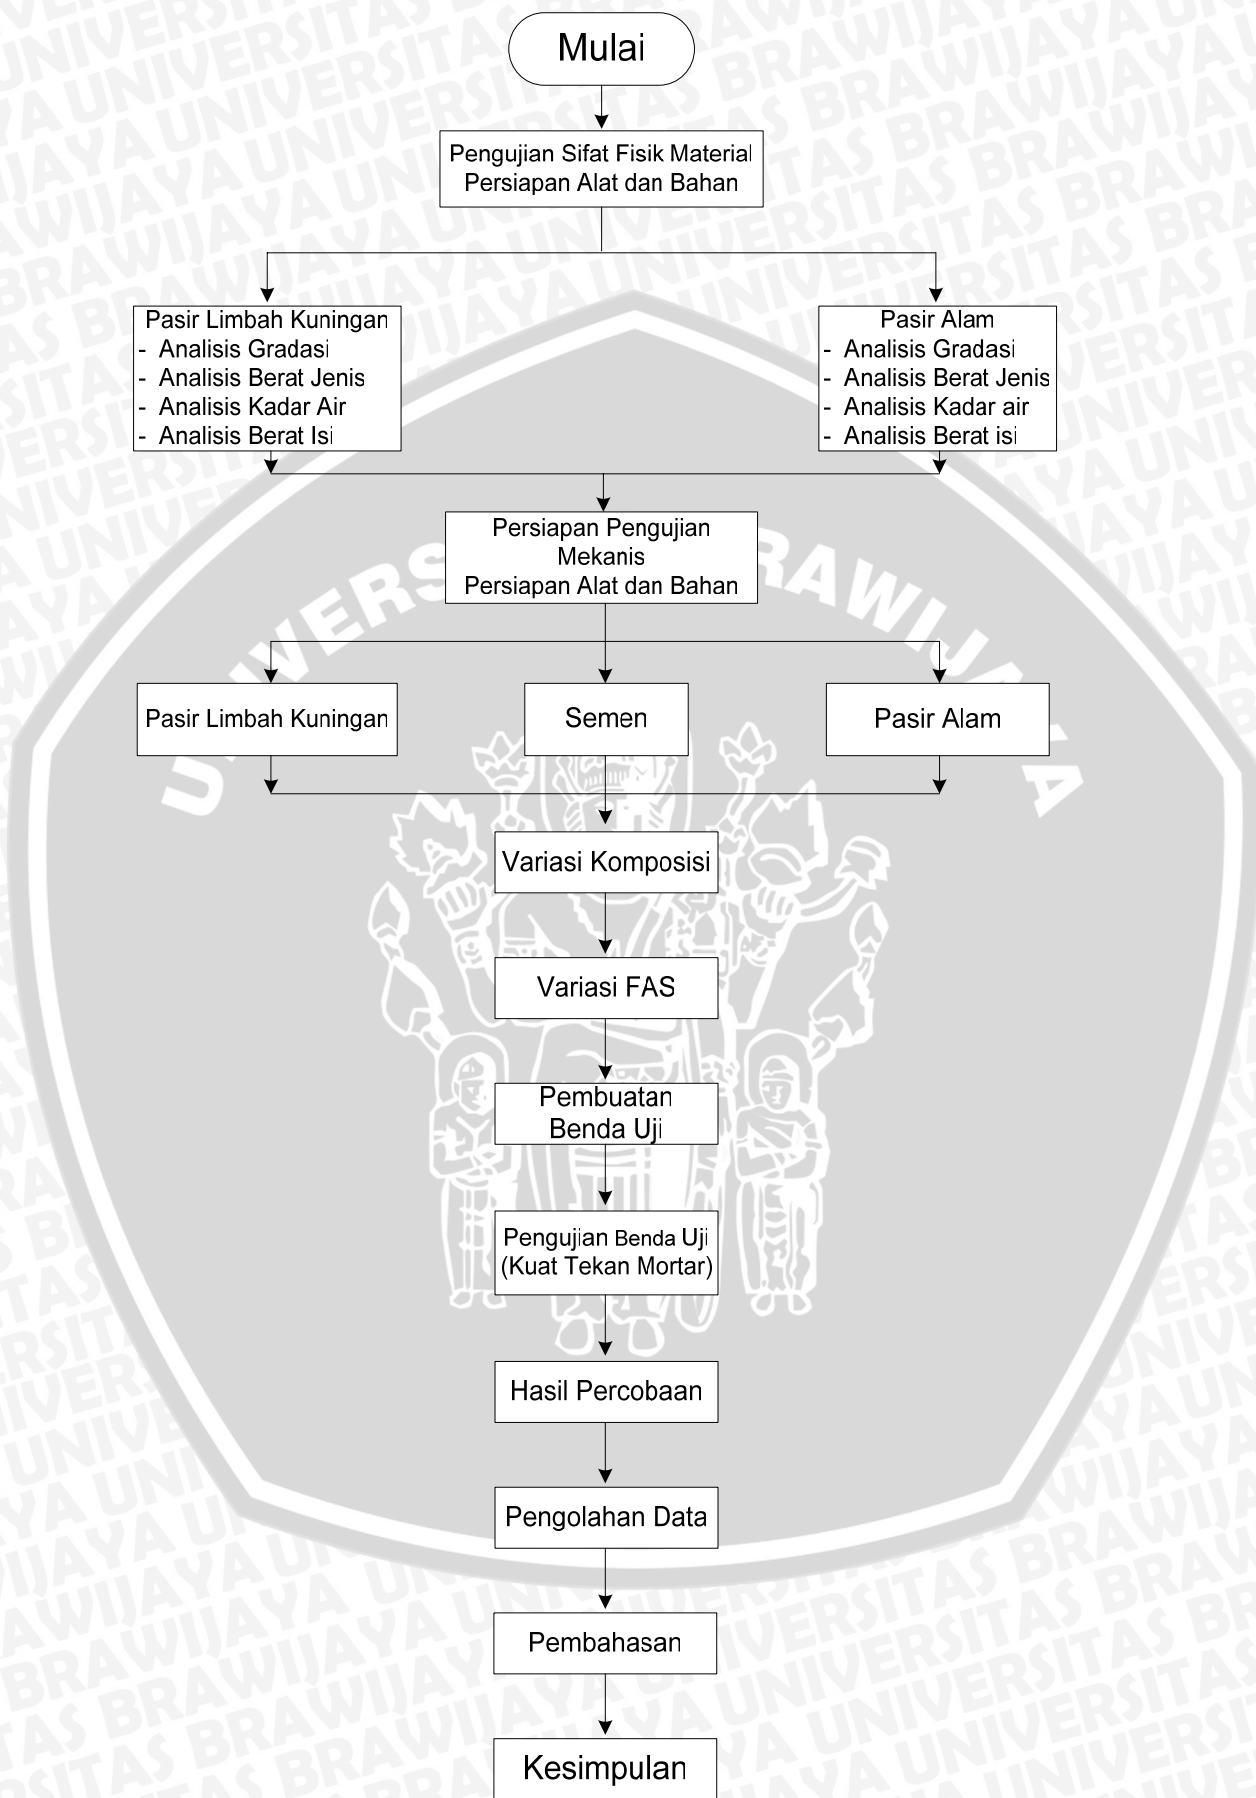 Mulai
Pengujian Sifat Fisik Material
Persiapan Alat dan Bahan
Pasir Limbah Kuningan
- Analisis Gradasi
- Analisis Berat Jenis
- Analisis Kadar Air
- Analisis Berat Isi
Pasir Alam
- Analisis Gradasi
- Analisis Berat Jenis
- Analisis Kadar air
- Analisis Berat isi
Persiapan Pengujian
Mekanis
Persiapan Alat dan Bahan
Pasir Limbah Kuningan
Semen
Pasir Alam
Variasi Komposisi
Variasi FAS
Pembuatan
Benda Uji
Pengujian Benda Uji
(Kuat Tekan Mortar)
Hasil Percobaan
Pengolahan Data
Pembahasan
Kesimpulan